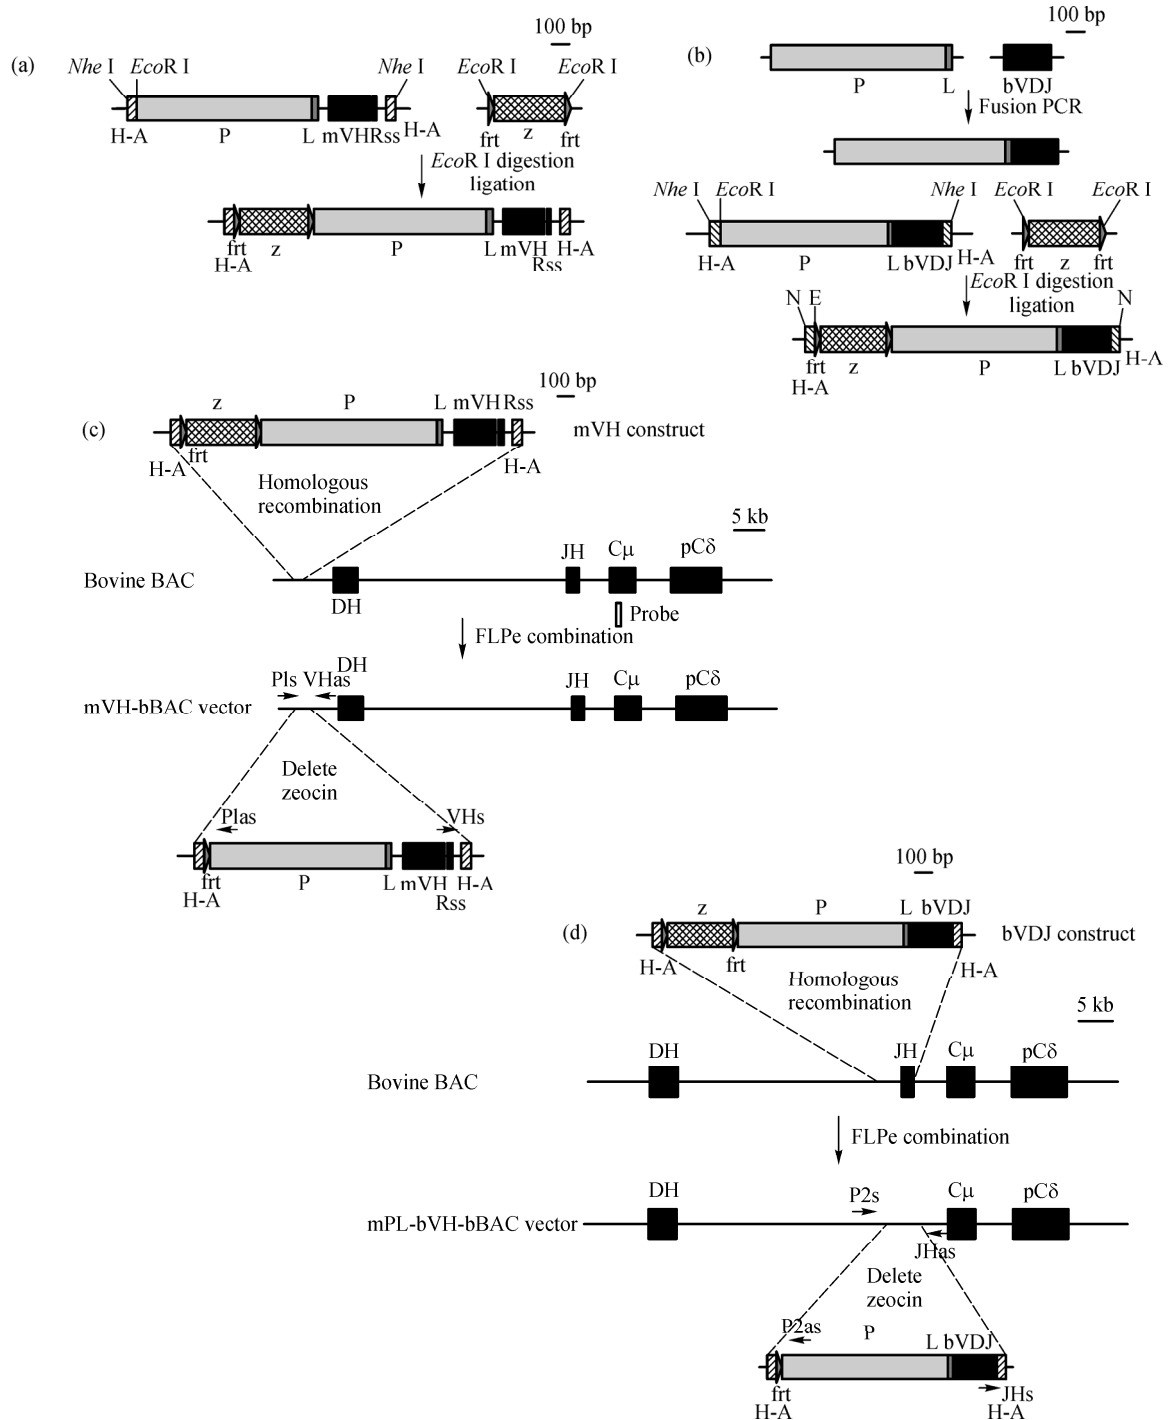 (a)
100 bp
Nhe I EcoR I Nhe I EcoR I EcoR I
H-A P L mVHRss H-A frt z frt
EcoR I digestion
ligation
frt z P L mVH H-A
H-A Rss
(b)
100 bp
P L bVDJ
Fusion PCR
Nhe I EcoR I Nhe I EcoR I EcoR I
H-A P L bVDJ H-A frt z frt
EcoR I digestion
ligation
N E N
frt z P L bVDJ H-A
H-A
(c)
100 bp
z P L mVH Rss
mVH construct
H-A frt H-A
Homologous
recombination
5 kb
JH Cμ pCδ
Bovine BAC
DH
Probe
FLPe combination
Pls VHas DH JH Cμ pCδ
mVH-bBAC vector
Delete
zeocin
Plas VHs
frt P L mVH H-A
H-A Rss
(d)
100 bp
z P L bVDJ
bVDJ construct
H-A frt H-A
Homologous
recombination
5 kb
DH JH Cμ pCδ
Bovine BAC
FLPe combination
DH P2s Cμ pCδ
mPL-bVH-bBAC vector
JHas
Delete
zeocin
P2as P L bVDJ
frt JHs
H-A H-A